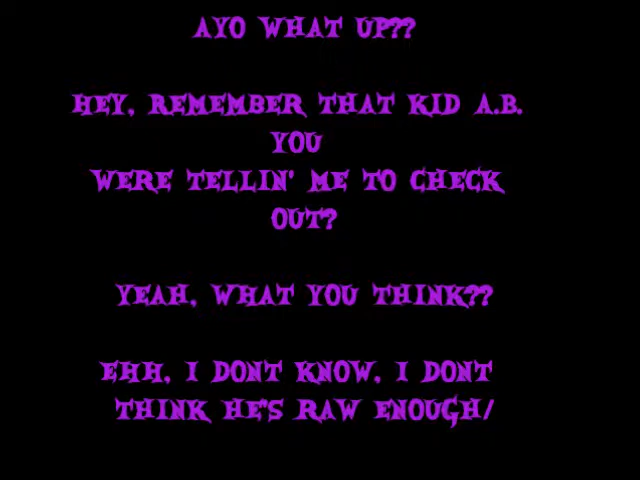 AYO WHAT UP??
HEY, REMEMBER THAT KID A.B.
YOU
WERE TELLIN' ME TO CHECK
OUT?
YEAH, WHAT YOU THINK??
EHH, I DONT KNOW, I DONT
THINK HE'S RAW ENOUGH/